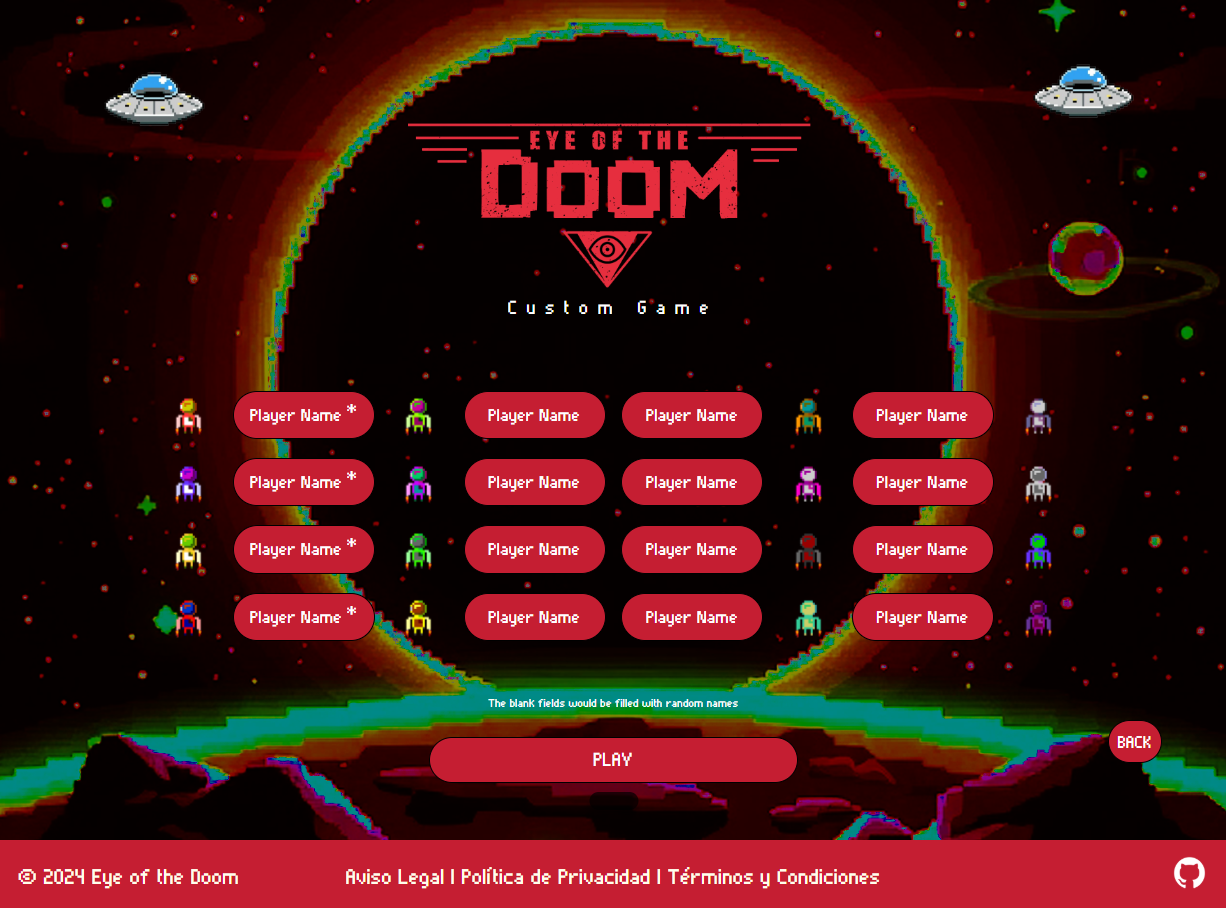 EYE OF THE
DOOM
Custom Game
Player Name * Player Name Player Name Player Name
Player Name * Player Name Player Name Player Name
Player Name * Player Name Player Name Player Name
Player Name * Player Name Player Name Player Name
The blank fields would be filled with random names
BACK
PLAY
© 2024 Eye of the Doom Aviso Legal | Política de Privacidad | Términos y Condiciones